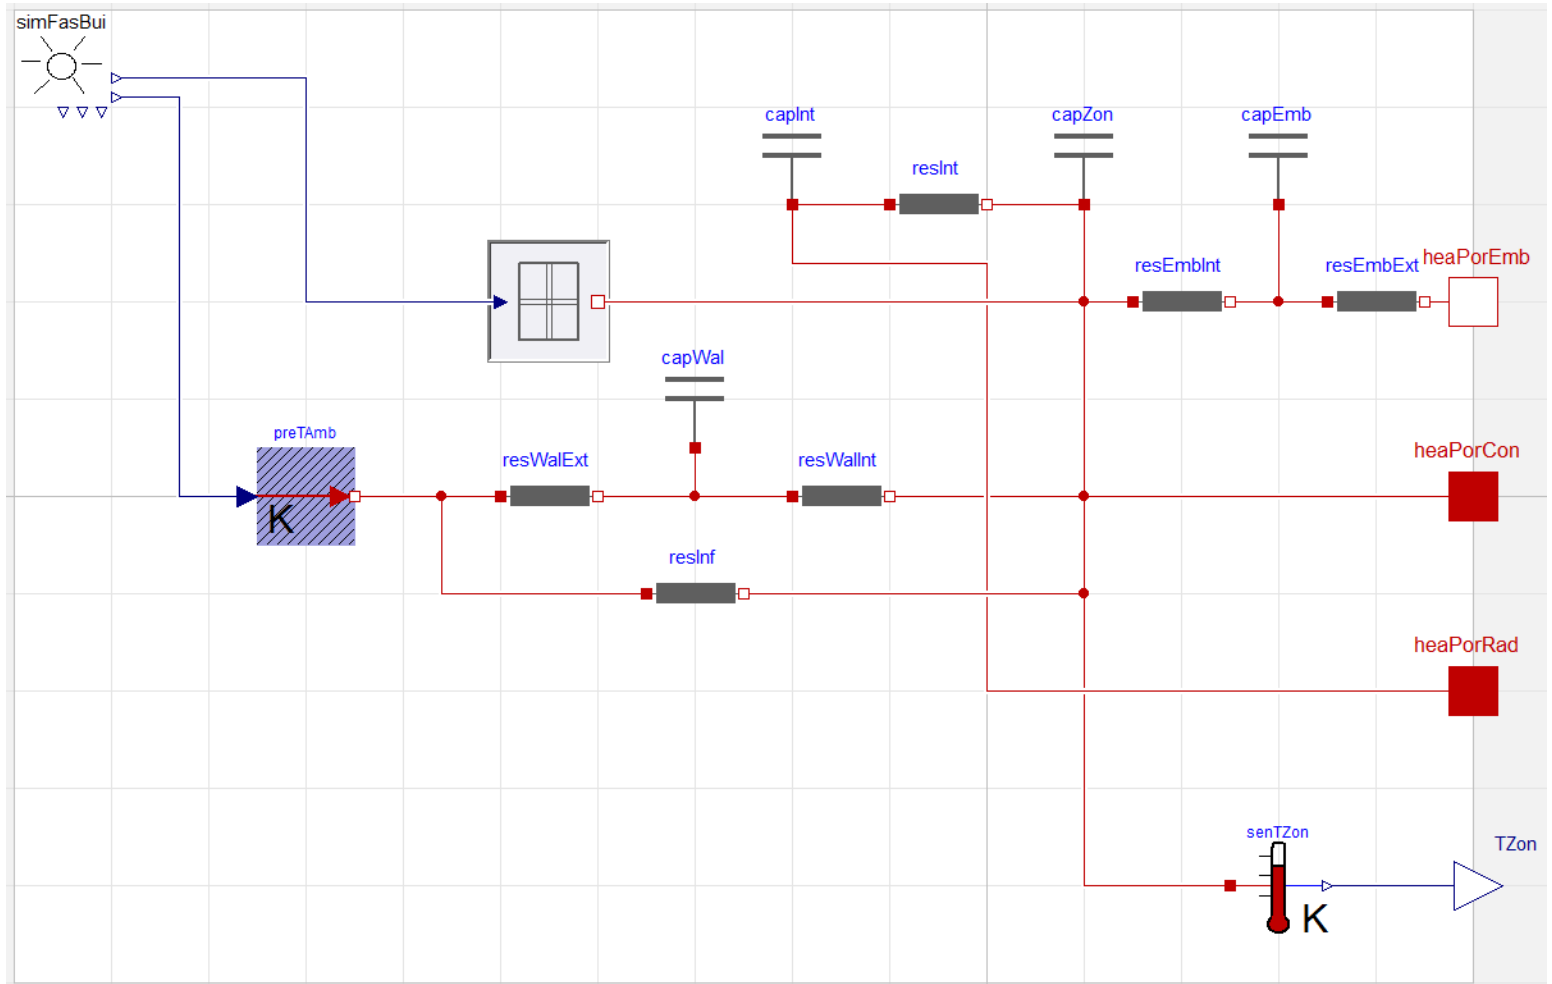 simFasBui
capInt
capZon
capEmb
resInt
resEmbInt
resEmbExt
heaPorEmb
capWal
preTAmb
resWalExt
resWalInt
heaPorCon
K
resInf
heaPorRad
senTZon
TZon
K